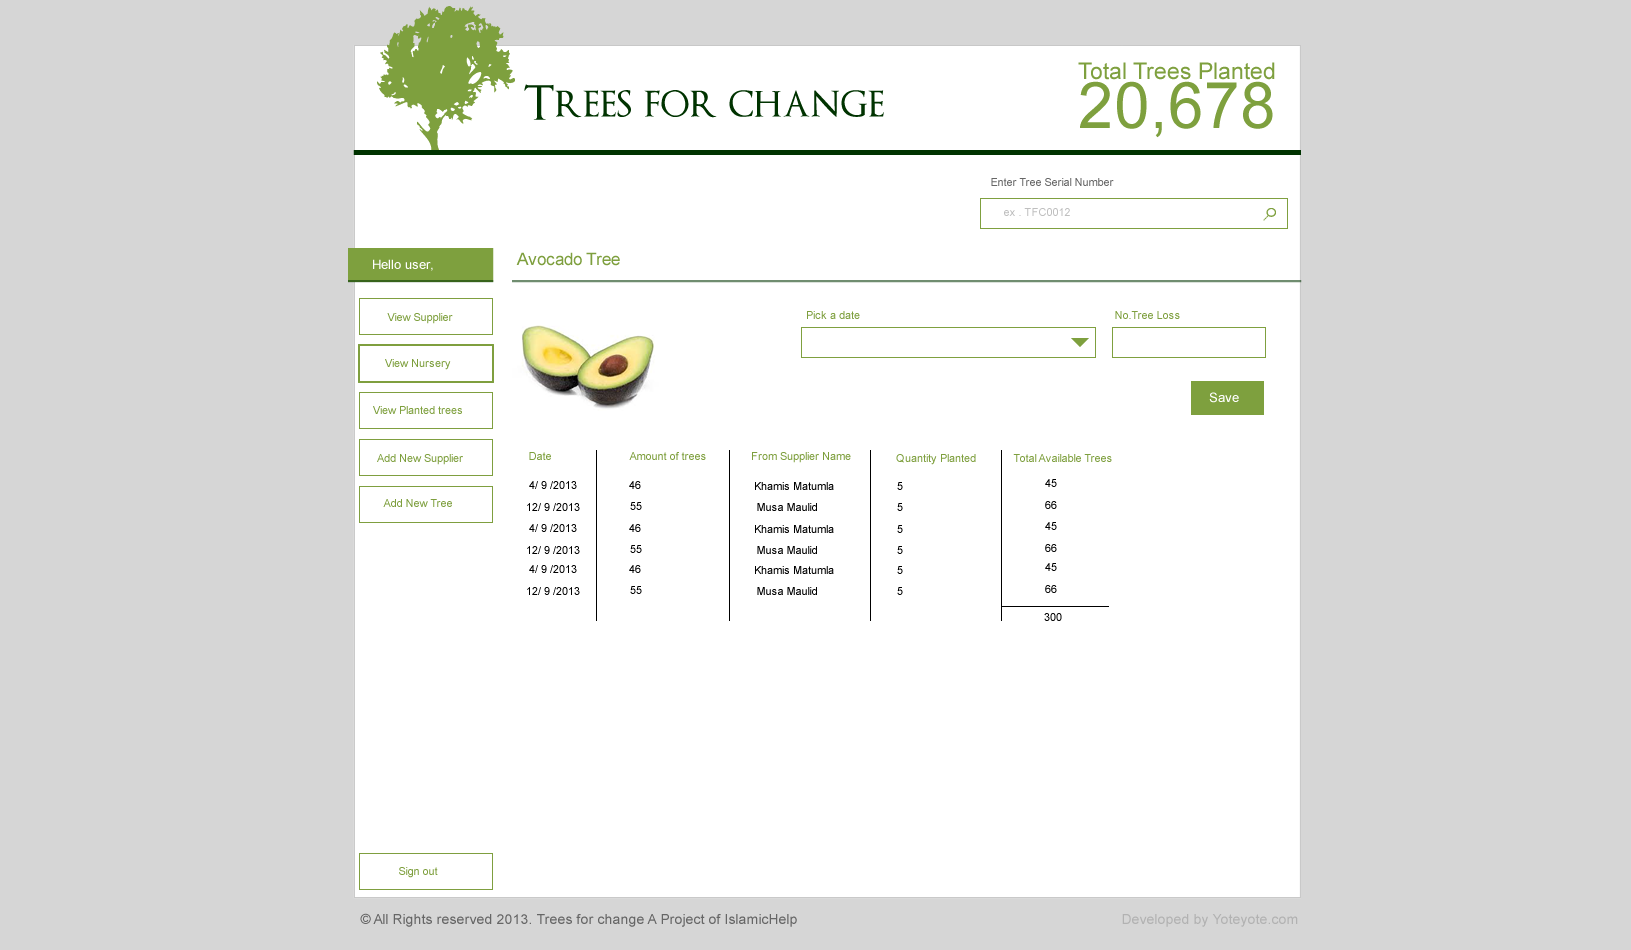 TREES FOR CHANGE
Total Trees Planted
20,678
Enter Tree Serial Number
ex . TFC0012
Hello user,
Avocado Tree
View Supplier
View Nursery
View Planted trees
Add New Supplier
Add New Tree
Pick a date
No.Tree Loss
Save
Date Amount of trees From Supplier Name Quantity Planted Total Available Trees
4/ 9 /2013 46 Khamis Matumla 5 45
12/ 9 /2013 55 Musa Maulid 5 66
4/ 9 /2013 46 Khamis Matumla 5 45
12/ 9 /2013 55 Musa Maulid 5 66
4/ 9 /2013 46 Khamis Matumla 5 45
12/ 9 /2013 55 Musa Maulid 5 66
300
Sign out
© All Rights reserved 2013. Trees for change A Project of IslamicHelp
Developed by Yoteyote.com